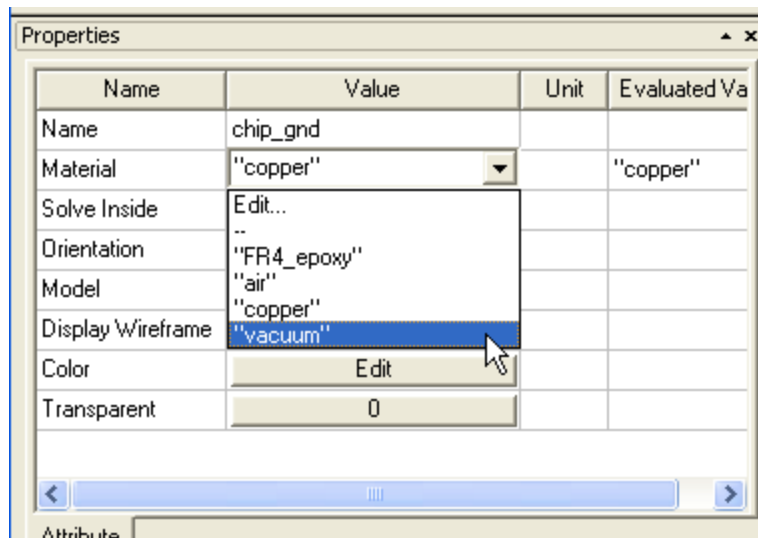 Properties
Name Value Unit Evaluated Va
Name chip_gnd
Material "copper" "copper"
Solve Inside Edit...
--
Orientation "FR4_epoxy"
"air"
Model "copper"
Display Wireframe "vacuum"
Color Edit
Transparent 0
Attribute